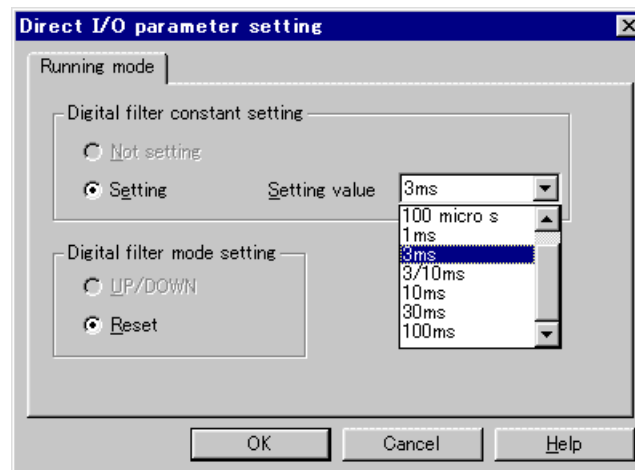 Direct I/O parameter setting
Running mode
Digital filter constant setting
Not setting
Setting Setting value 3ms
100 micro s
1ms
3ms
3/10ms
10ms
30ms
100ms
Digital filter mode setting
UP/DOWN
Reset
OK Cancel Help